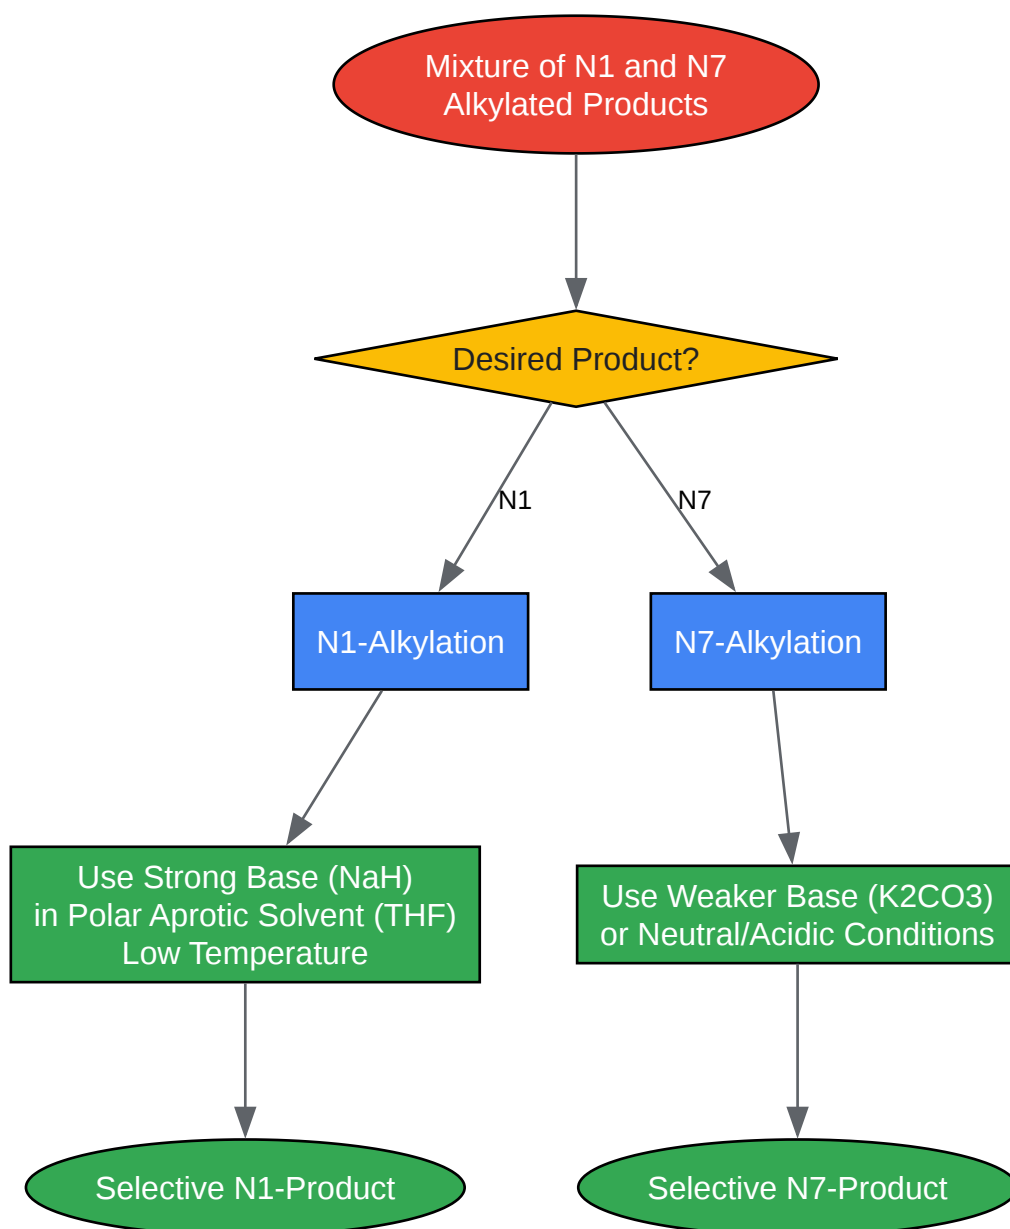 Mixture of N1 and N7
Alkylated Products
Desired Product?
N1
N7
N1-Alkylation
N7-Alkylation
Use Strong Base (NaH)
in Polar Aprotic Solvent (THF)
Low Temperature
Use Weaker Base (K2CO3)
or Neutral/Acidic Conditions
Selective N1-Product
Selective N7-Product